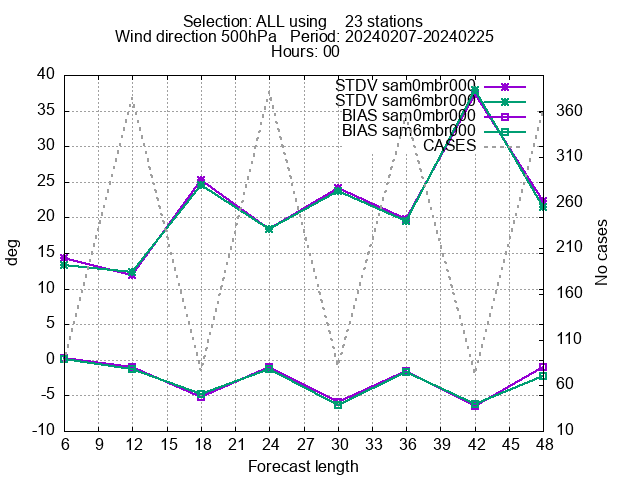 Selection: ALL using 23 stations
Wind direction 500hPa Period: 20240207-20240225
Hours: 00
STDV sam0mbr000
STDV sam6mbr000
BIAS sam0mbr000
BIAS sam6mbr000
CASES
40
35
30
25
20
15
10
5
0
-5
-10
deg
360
310
260
210
160
110
60
10
No cases
6 9 12 15 18 21 24 27 30 33 36 39 42 45 48
Forecast length